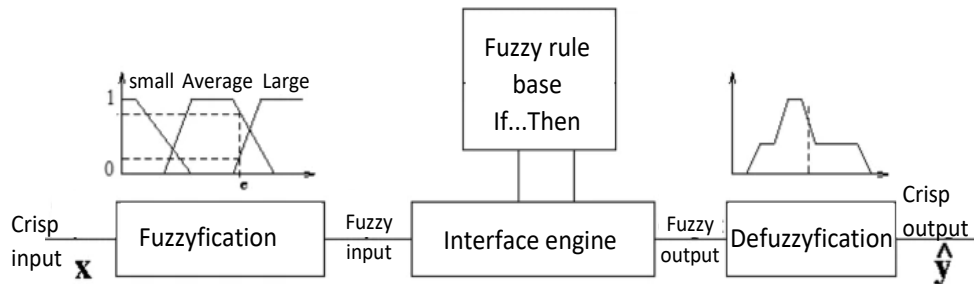 Fuzzy rule
base
If...Then
small Average Large
1
0
e
Crisp
input
x
Fuzzyfication
Fuzzy
input
Interface engine
Fuzzy
output
Defuzzyfication
Crisp
output
ŷ